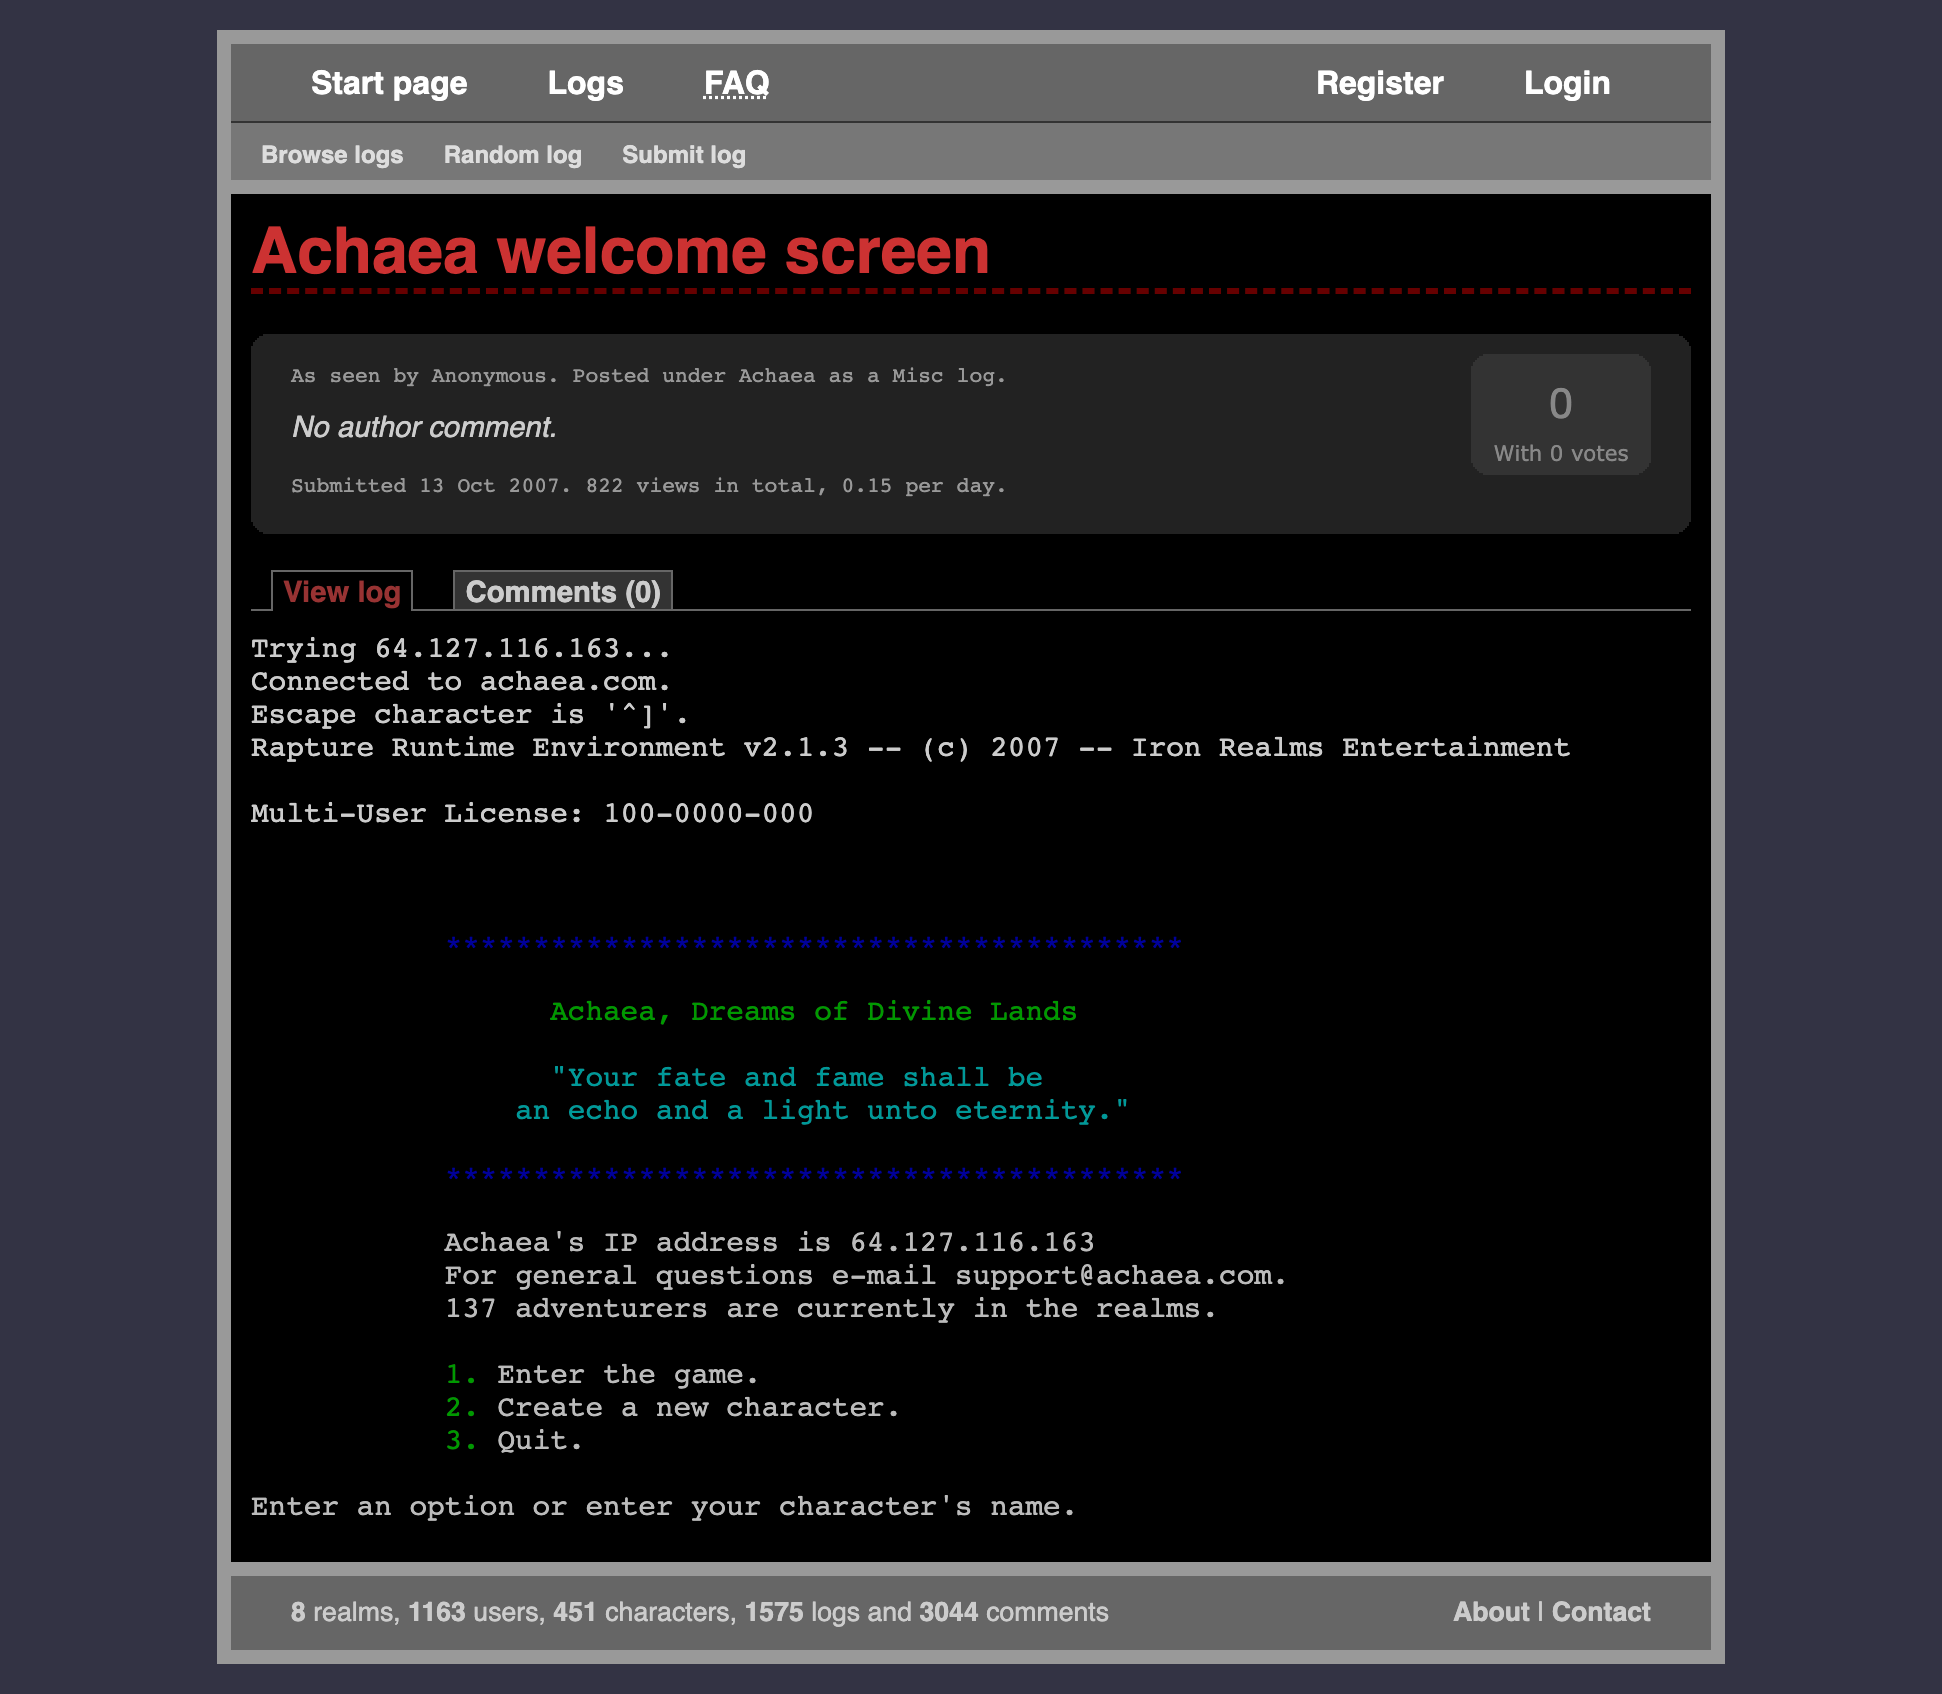 Start page Logs FAQ Register Login
Browse logs Random log Submit log
Achaea welcome screen
As seen by Anonymous. Posted under Achaea as a Misc log.
0
No author comment.
With 0 votes
Submitted 13 Oct 2007. 822 views in total, 0.15 per day.
View log Comments (0)
Trying 64.127.116.163...
Connected to achaea.com.
Escape character is '^]'.
Rapture Runtime Environment v2.1.3 -- (c) 2007 -- Iron Realms Entertainment
Multi-User License: 100-0000-000
******************************************
Achaea, Dreams of Divine Lands
"Your fate and fame shall be
an echo and a light unto eternity."
******************************************
Achaea's IP address is 64.127.116.163
For general questions e-mail support@achaea.com.
137 adventurers are currently in the realms.
1. Enter the game.
2. Create a new character.
3. Quit.
Enter an option or enter your character's name.
8 realms, 1163 users, 451 characters, 1575 logs and 3044 comments About | Contact